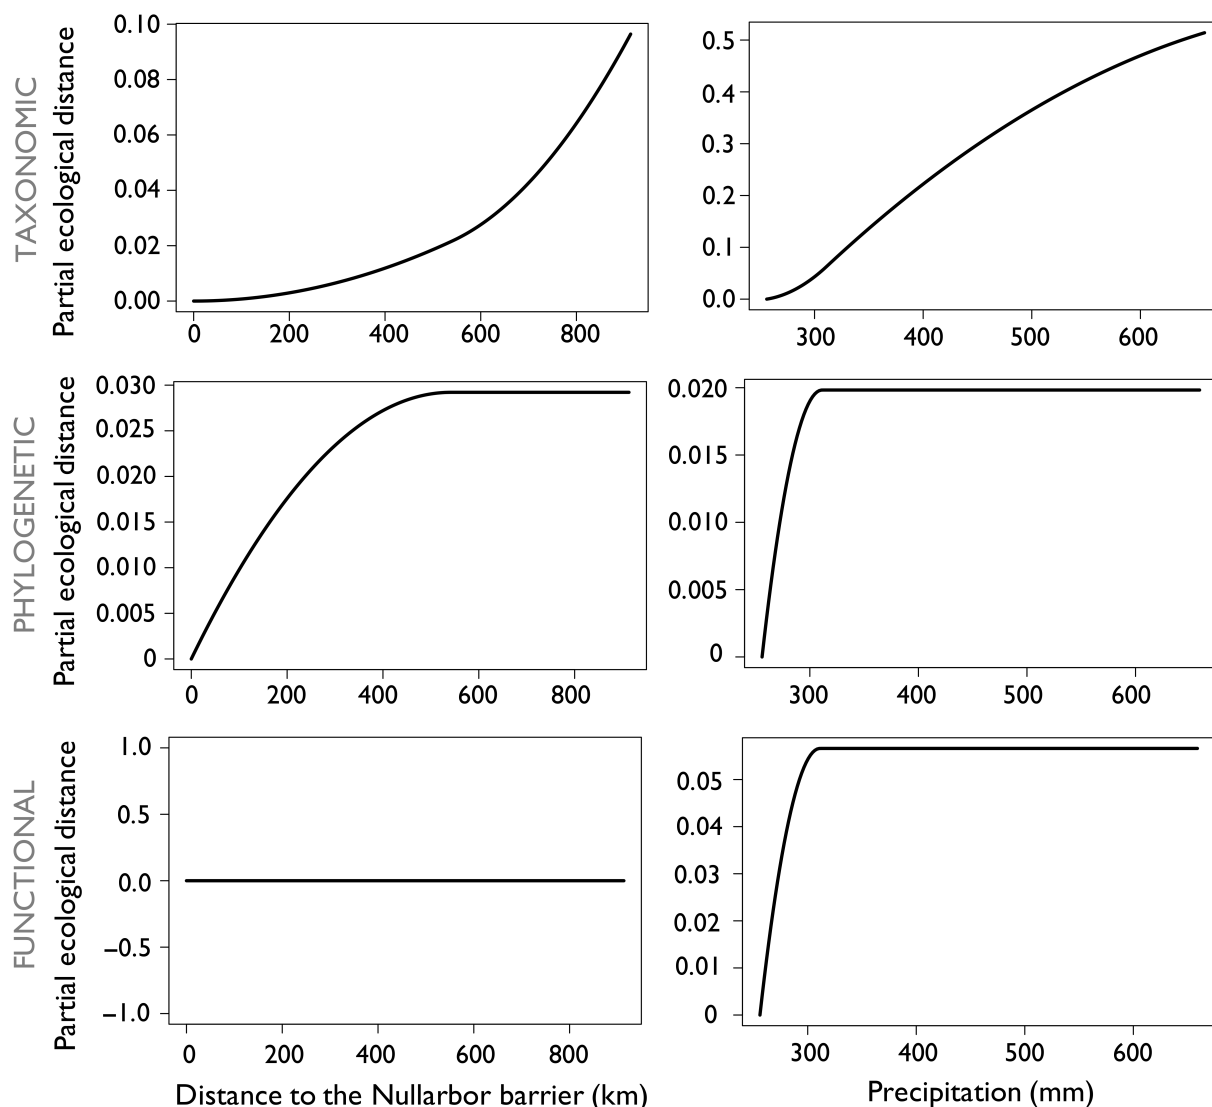 TAXONOMIC
Partial ecological distance
0.10
0.08
0.06
0.04
0.02
0.00
0 200 400 600 800
0.5
0.4
0.3
0.2
0.1
0.0
300 400 500 600
PHYLOGENETIC
Partial ecological distance
0.030
0.025
0.020
0.015
0.010
0.005
0
0 200 400 600 800
0.020
0.015
0.010
0.005
0
300 400 500 600
FUNCTIONAL
Partial ecological distance
1.0
0.5
0.0
−0.5
−1.0
0 200 400 600 800
Distance to the Nullarbor barrier (km)
0.05
0.04
0.03
0.02
0.01
0
300 400 500 600
Precipitation (mm)